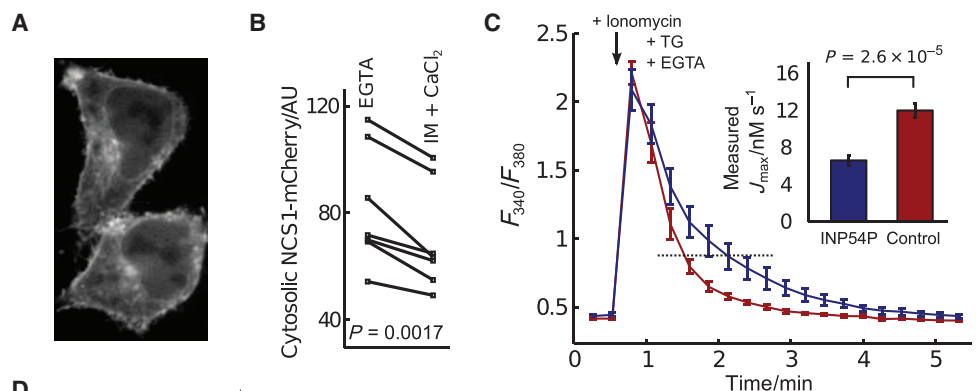 A
B
C
Cytosolic NCS1-mCherry/AU
120
80
40
EGTA
IM + CaCl₂
P = 0.0017
+ Ionomycin
+ TG
+ EGTA
F₃₄₀/F₃₈₀
2.5
2
1.5
1
0.5
0 1 2 3 4 5
Time/min
P = 2.6 × 10⁻⁵
Measured
Jmax/nM s⁻¹
16
12
8
4
0
INP54P Control
D